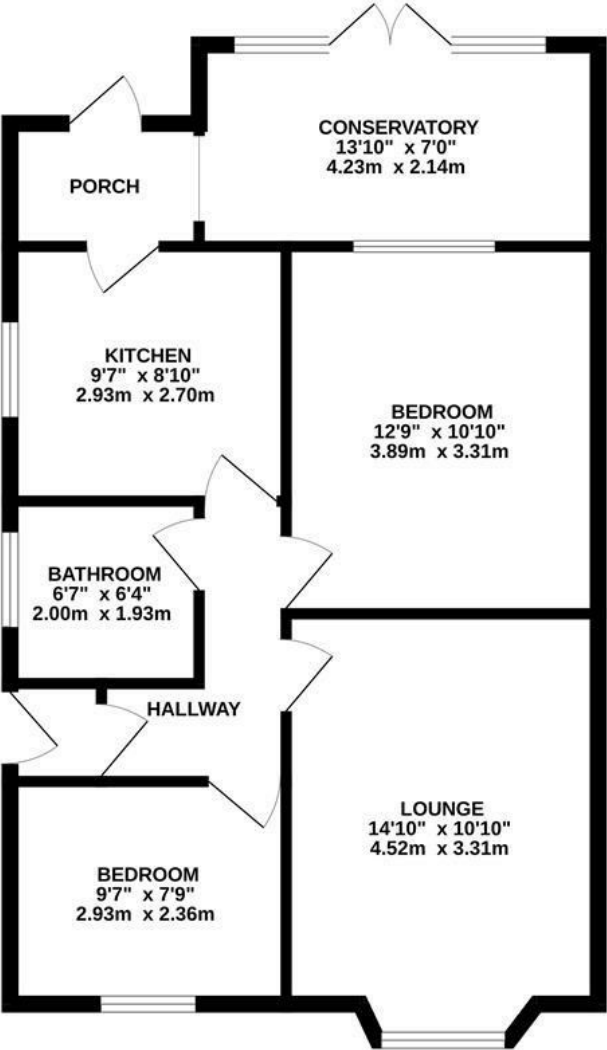 CONSERVATORY
13'10" x 7'0"
4.23m x 2.14m
PORCH
KITCHEN
9'7" x 8'10"
2.93m x 2.70m
BEDROOM
12'9" x 10'10"
3.89m x 3.31m
BATHROOM
6'7" x 6'4"
2.00m x 1.93m
HALLWAY
LOUNGE
14'10" x 10'10"
4.52m x 3.31m
BEDROOM
9'7" x 7'9"
2.93m x 2.36m